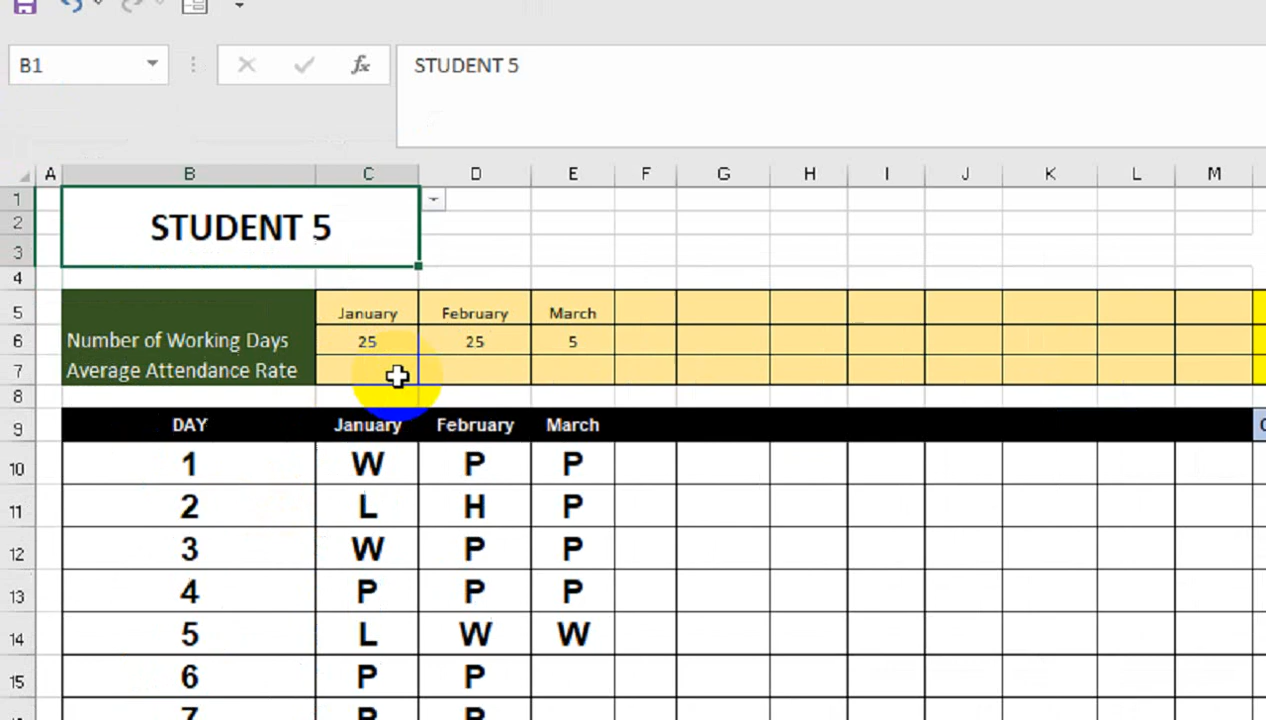 B1
fx
STUDENT 5
A B C D E F G H I J K L M
1
STUDENT 5
2
3
4
5 January February March
6 Number of Working Days 25 25 5
7 Average Attendance Rate
8
9 DAY January February March
10 1 W P P
11 2 L H P
12 3 W P P
13 4 P P P
14 5 L W W
15 6 P P